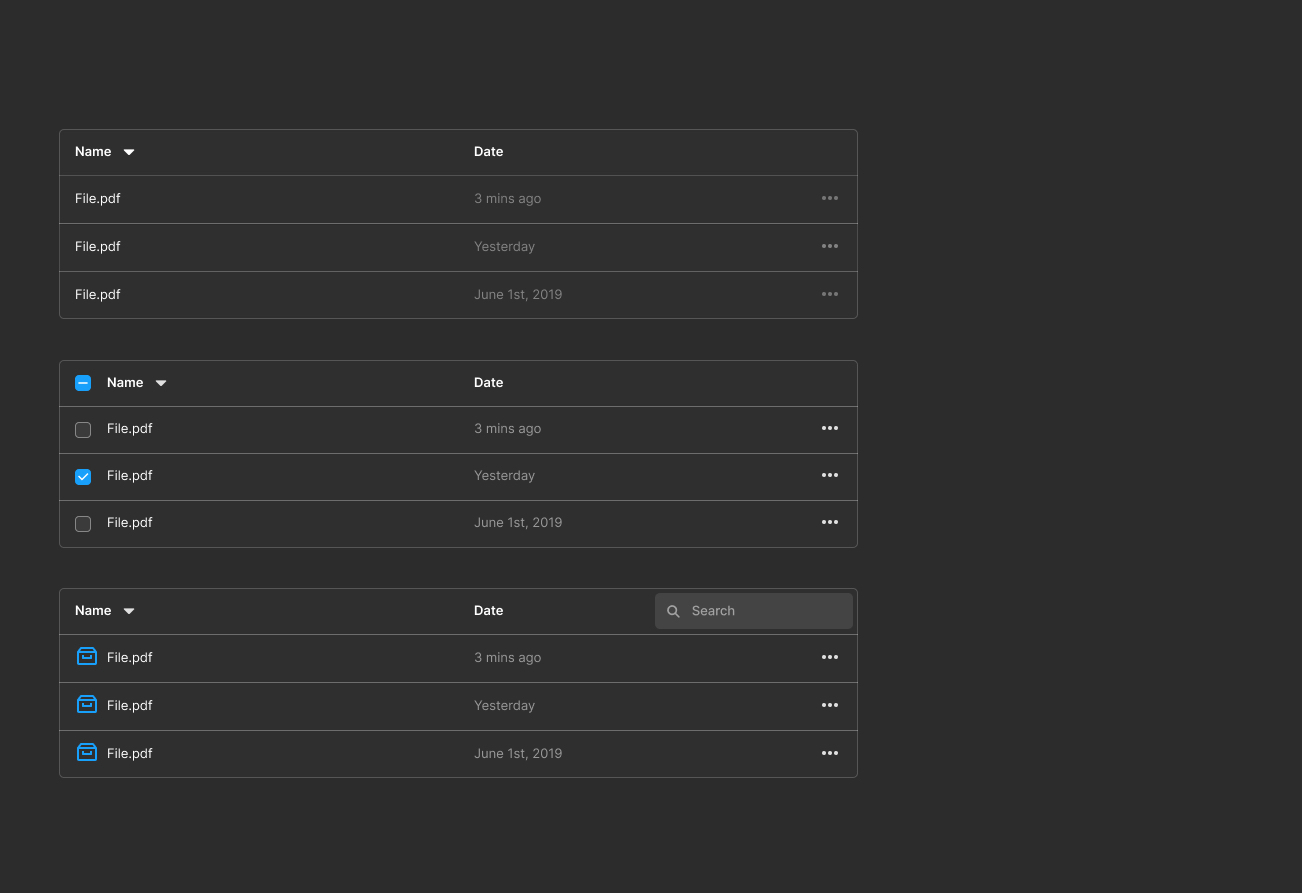 Name Date
File.pdf 3 mins ago
File.pdf Yesterday
File.pdf June 1st, 2019
Name Date
File.pdf 3 mins ago
File.pdf Yesterday
File.pdf June 1st, 2019
Name Date Search
File.pdf 3 mins ago
File.pdf Yesterday
File.pdf June 1st, 2019